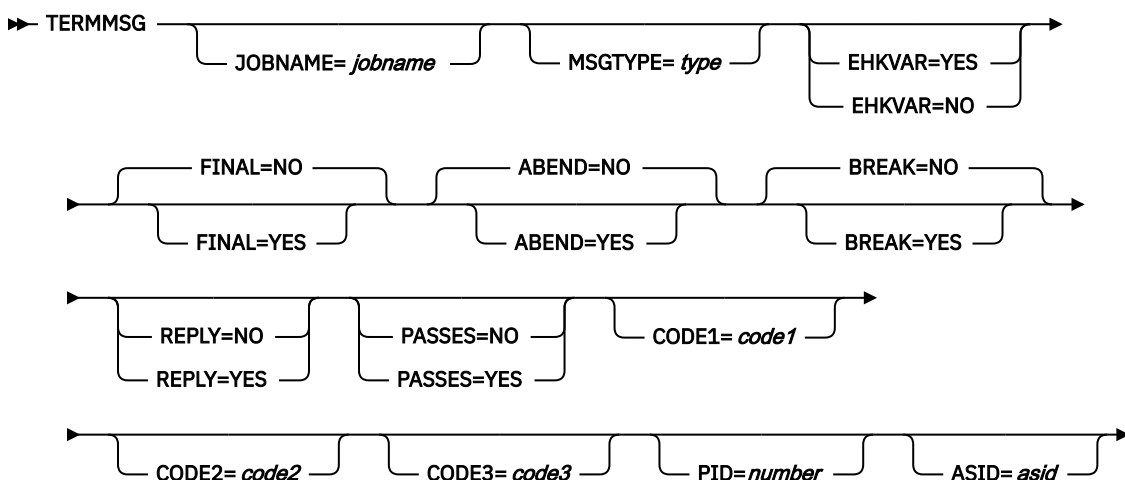 TERMMSG
JOBNAME= jobname
MSGTYPE= type
EHKVAR=YES
EHKVAR=NO
FINAL=NO
ABEND=NO
BREAK=NO
FINAL=YES
ABEND=YES
BREAK=YES
REPLY=NO
PASSES=NO
CODE1= code1
REPLY=YES
PASSES=YES
CODE2= code2
CODE3= code3
PID= number
ASID= asid